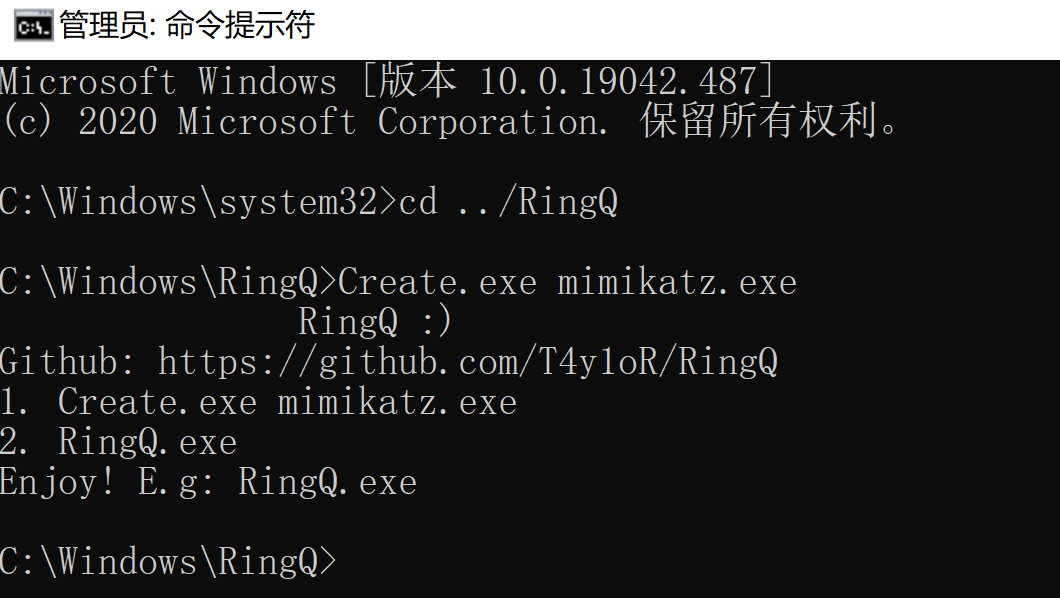 管理员: 命令提示符
Microsoft Windows [版本 10.0.19042.487]
(c) 2020 Microsoft Corporation. 保留所有权利。
C:\Windows\system32>cd ../RingQ
C:\Windows\RingQ>Create.exe mimikatz.exe
RingQ :)
Github: https://github.com/T4y1oR/RingQ
1. Create.exe mimikatz.exe
2. RingQ.exe
Enjoy! E.g: RingQ.exe
C:\Windows\RingQ>